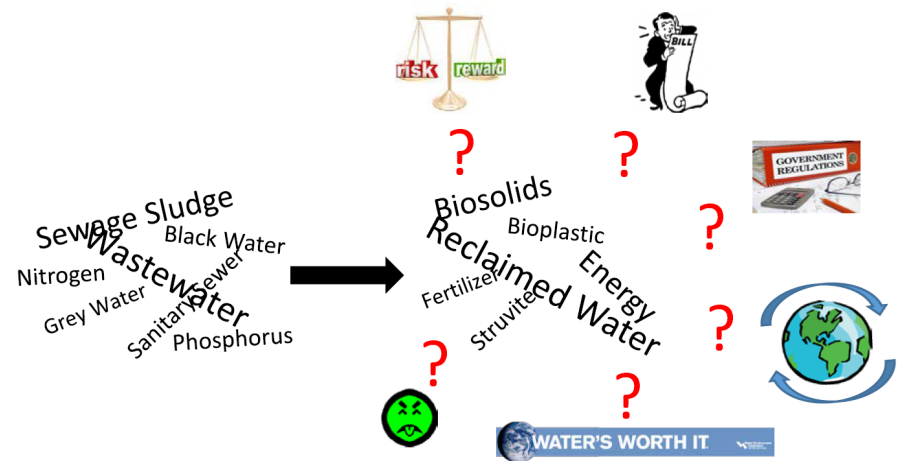 risk
reward
BILL
GOVERNMENT
REGULATIONS
?
?
?
?
?
?
Sewage Sludge
Black Water
Wastewater
Nitrogen
Grey Water
Sanitary Sewer
Phosphorus
Biosolids
Bioplastic
Reclaimed Water
Energy
Fertilizer
Struvite
WATER'S WORTH IT